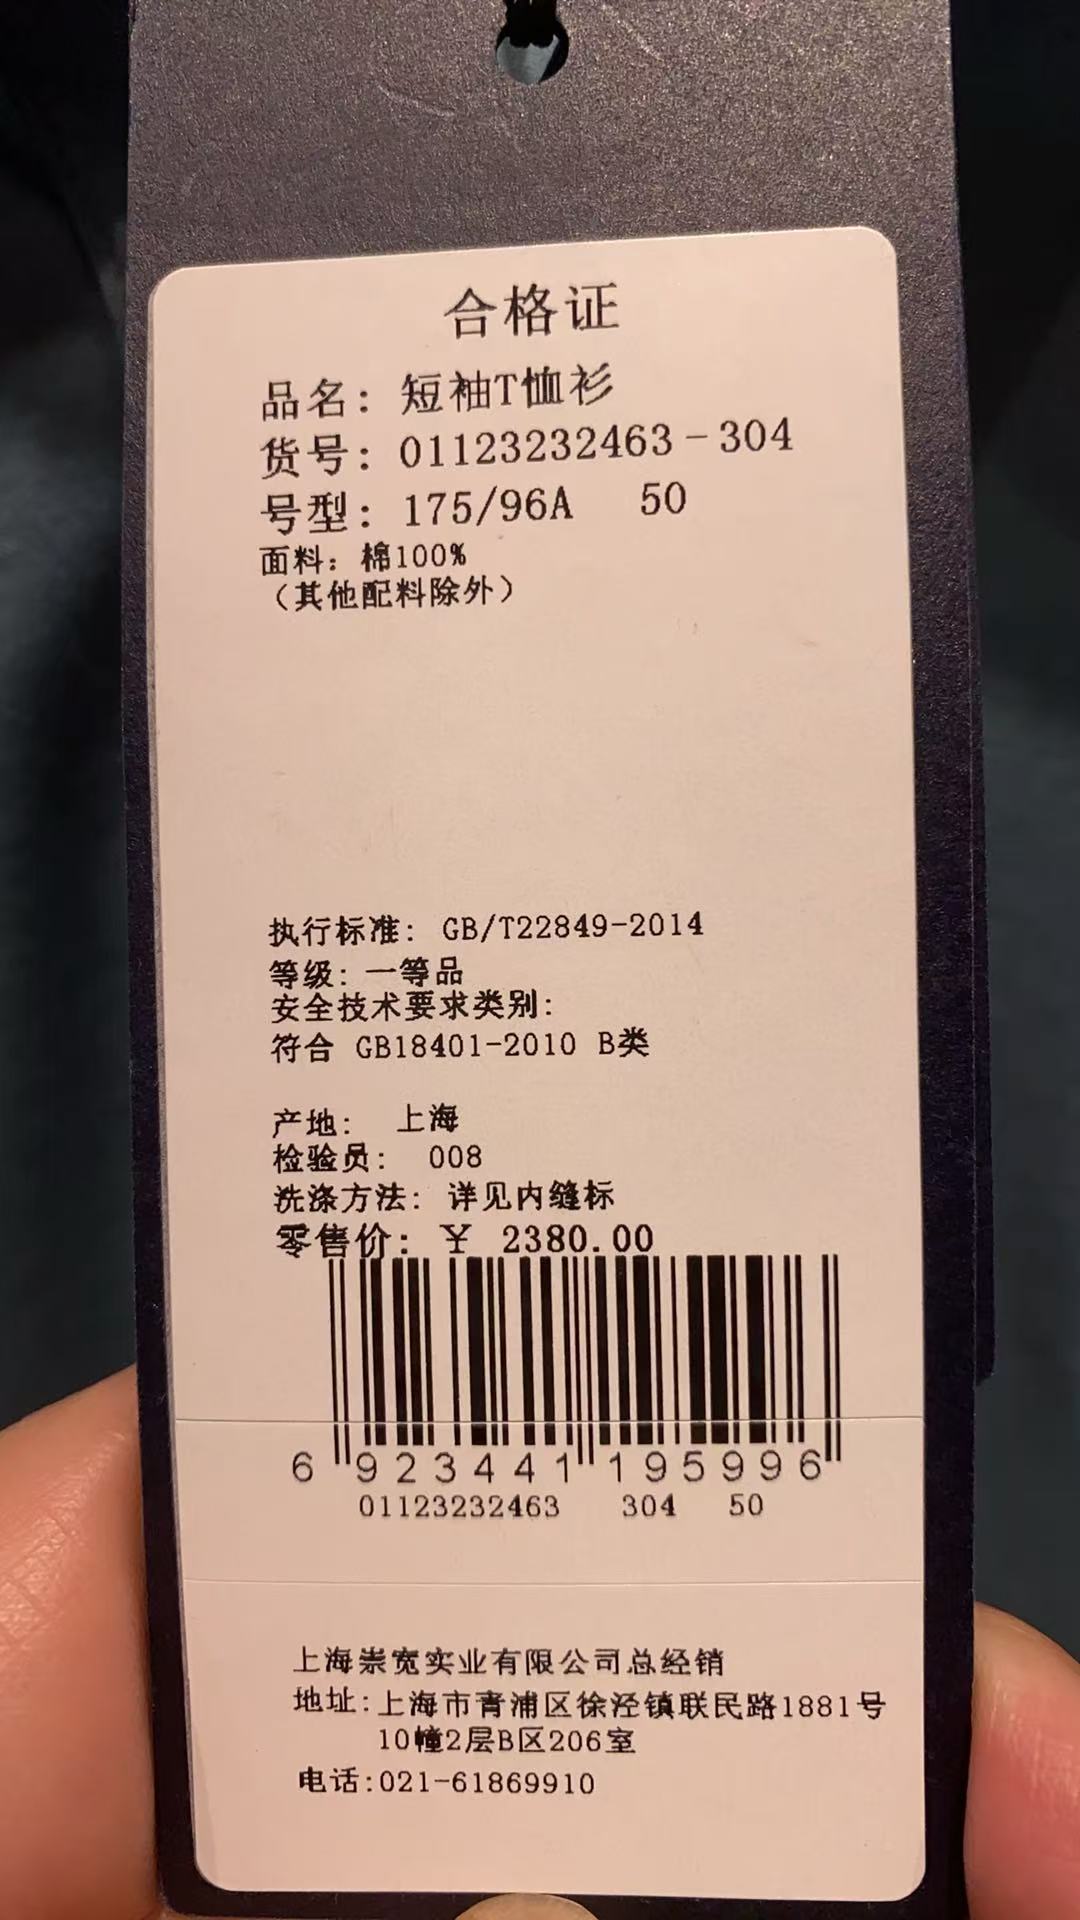 合格证
品名：短袖T恤衫
货号：01123232463-304
号型：175/96A 50
面料：棉100%
（其他配料除外）
执行标准：GB/T22849-2014
等级：一等品
安全技术要求类别：
符合 GB18401-2010 B类
产地： 上海
检验员： 008
洗涤方法：详见内缝标
零售价：￥ 2380.00
6 923441 195996
01123232463 304 50
上海崇宽实业有限公司总经销
地址：上海市青浦区徐泾镇联民路1881号
10幢2层B区206室
电话：021-61869910